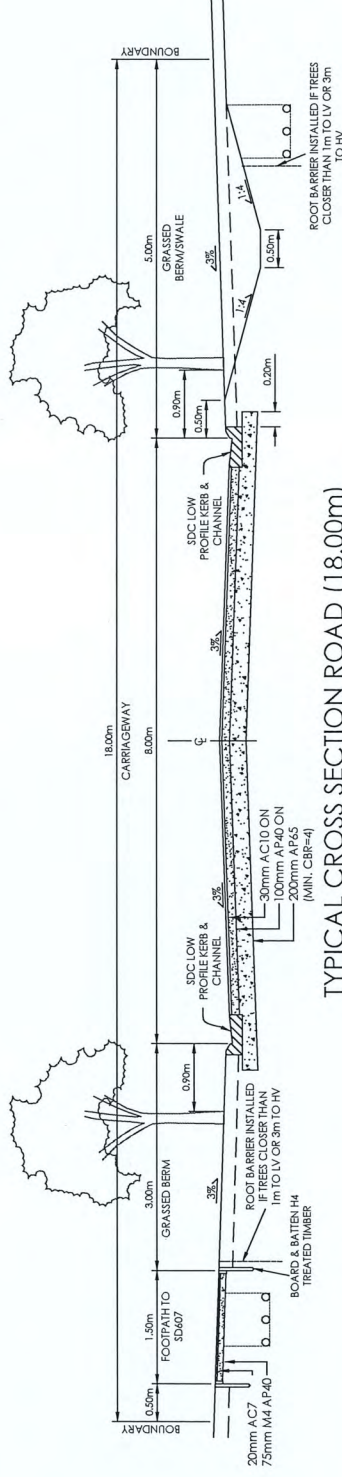 BOUNDARY
BOUNDARY
18.00m
CARRIAGEWAY
0.50m
1.50m
3.00m
8.00m
5.00m
FOOTPATH TO
SD607
GRASSED BERM
GRASSED
BERM/SWALE
0.90m
SDC LOW
PROFILE KERB &
CHANNEL
SDC LOW
PROFILE KERB &
CHANNEL
0.90m
0.50m
3%
3%
3%
3%
℄
1:4
1:4
0.20m
0.50m
20mm AC7
75mm M4 AP40
BOARD & BATTEN H4
TREATED TIMBER
ROOT BARRIER INSTALLED
IF TREES CLOSER THAN
1m TO LV OR 3m TO HV
30mm AC10 ON
100mm AP40 ON
200mm AP65
(MIN. CBR=4)
ROOT BARRIER INSTALLED IF TREES
CLOSER THAN 1m TO LV OR 3m
TO HV
TYPICAL CROSS SECTION ROAD (18.00m)